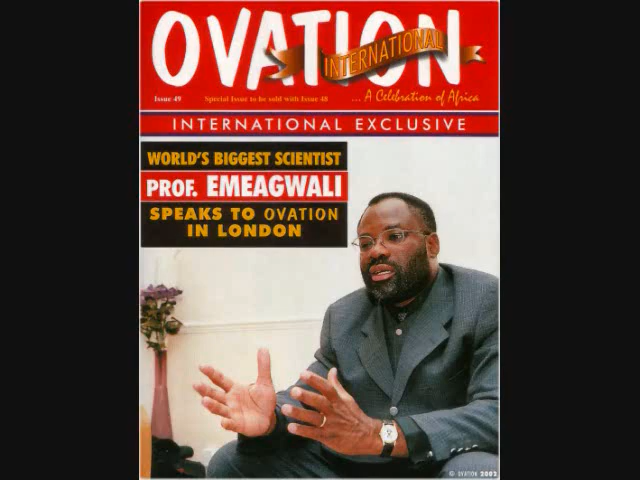 OVATION
INTERNATIONAL
Issue 49
Special Issue to be sold with Issue 48
... A Celebration of Africa
INTERNATIONAL EXCLUSIVE
WORLD'S BIGGEST SCIENTIST
PROF. EMEAGWALI
SPEAKS TO OVATION
IN LONDON
© OVATION 2002